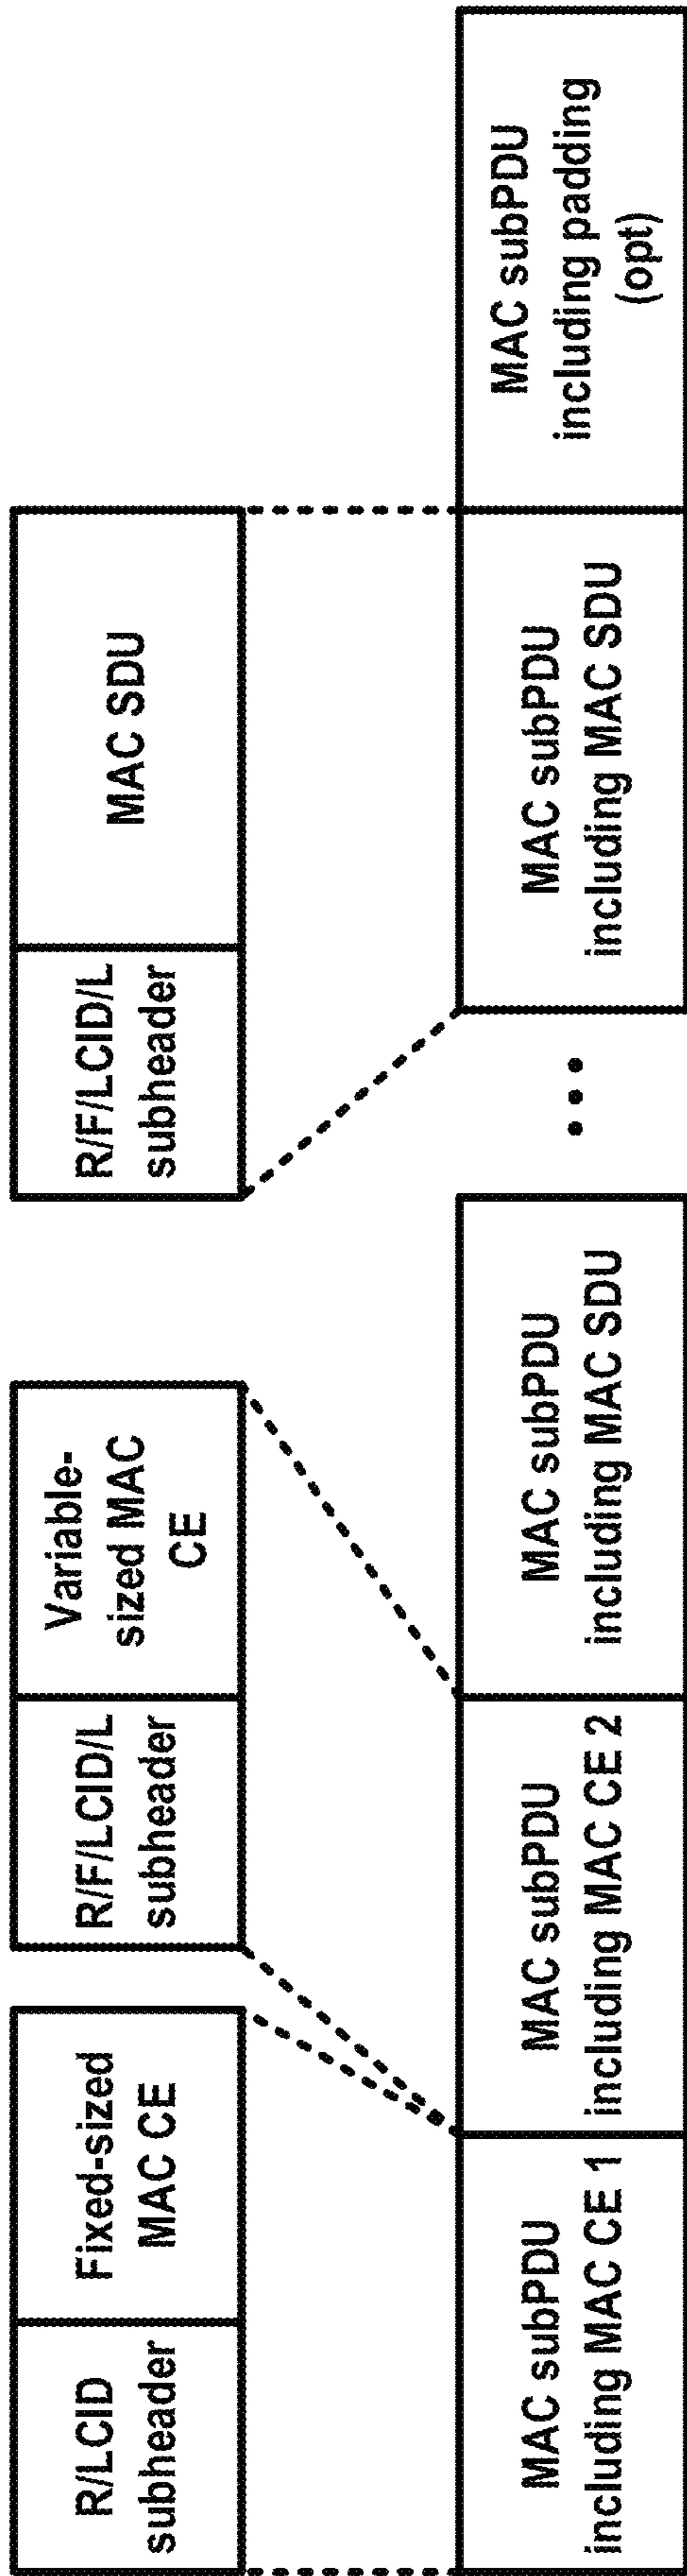 R/LCID
subheader
Fixed-sized
MAC CE
R/F/LCID/L
subheader
Variable-
sized MAC
CE
R/F/LCID/L
subheader
MAC SDU
MAC subPDU
including MAC CE 1
MAC subPDU
including MAC CE 2
MAC subPDU
including MAC SDU
...
MAC subPDU
including MAC SDU
MAC subPDU
including padding
(opt)